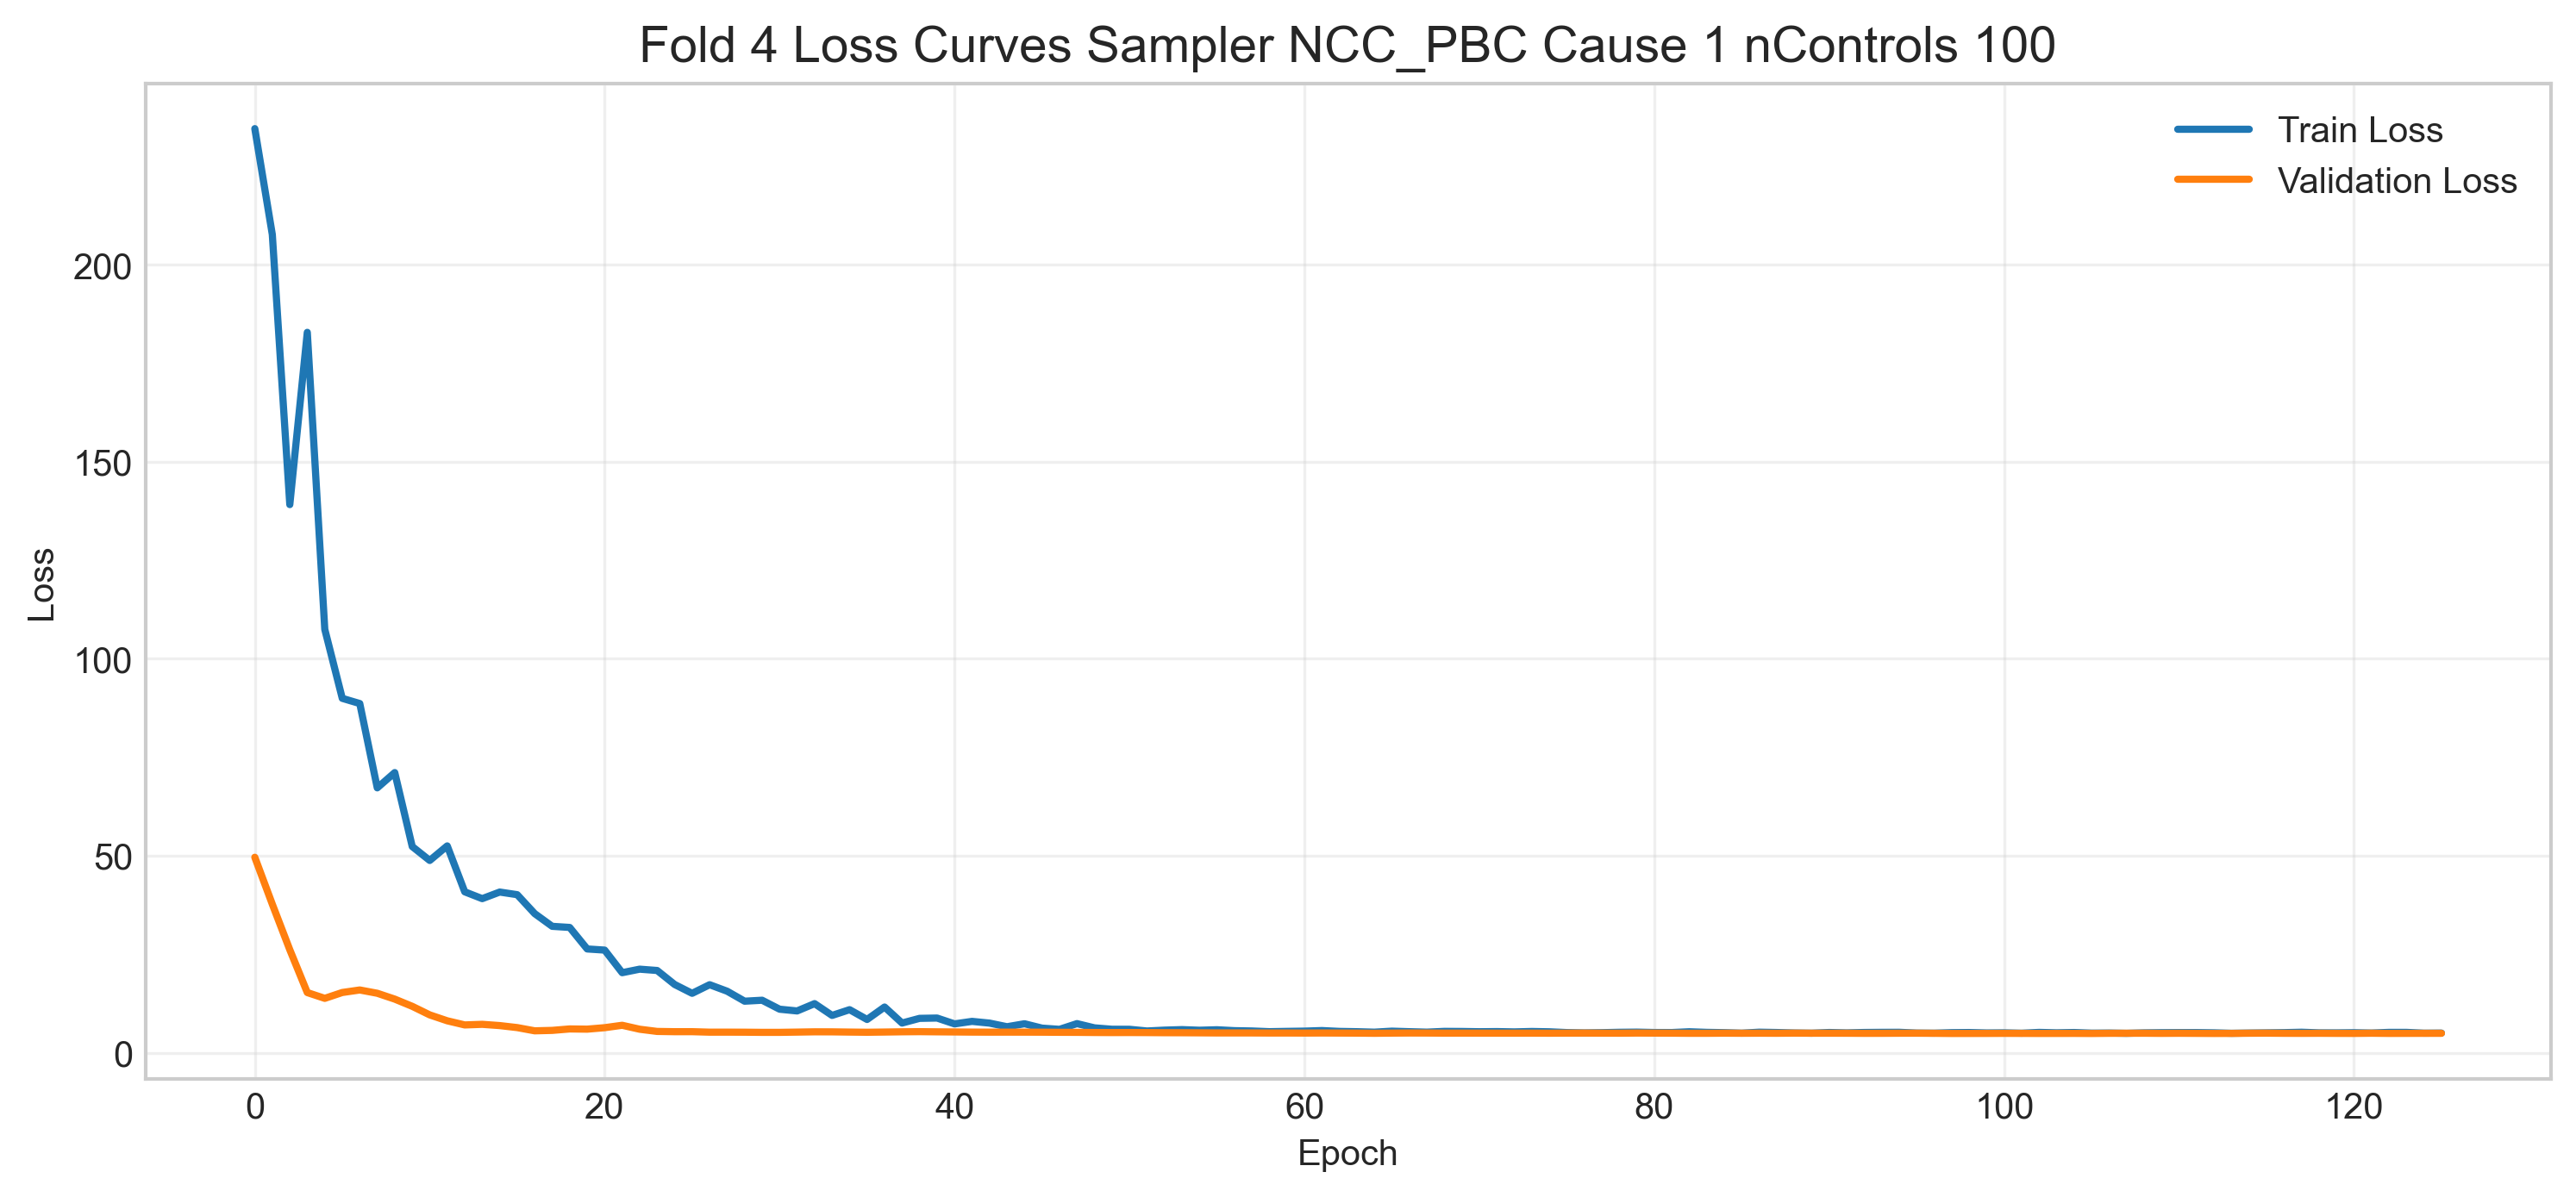 Fold 4 Loss Curves Sampler NCC_PBC Cause 1 nControls 100
Train Loss
Validation Loss
Loss
200
150
100
50
0
0 20 40 60 80 100 120
Epoch